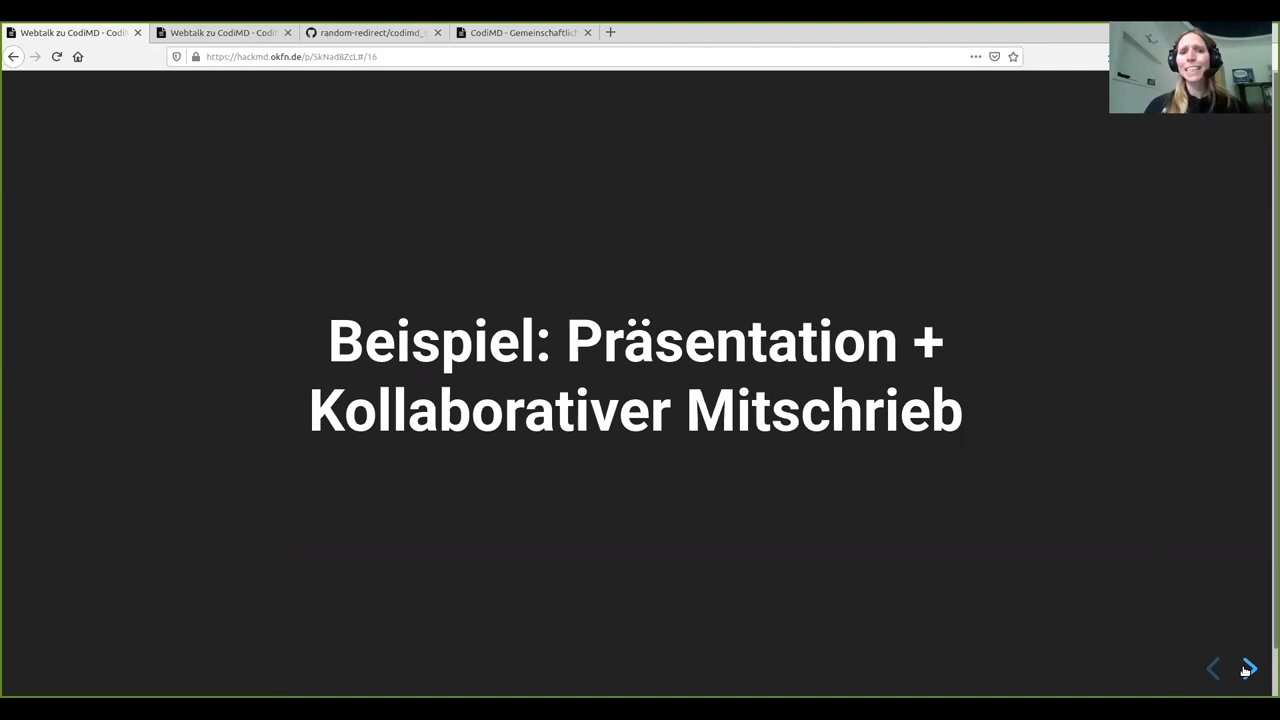 Webtalk zu CodiMD - Codi
Webtalk zu CodiMD - Codi
random-redirect/codimd_
CodiMD - Gemeinschaftlic
https://hackmd.okfn.de/p/SkNad8ZcL#/16
Beispiel: Präsentation +
Kollaborativer Mitschrieb